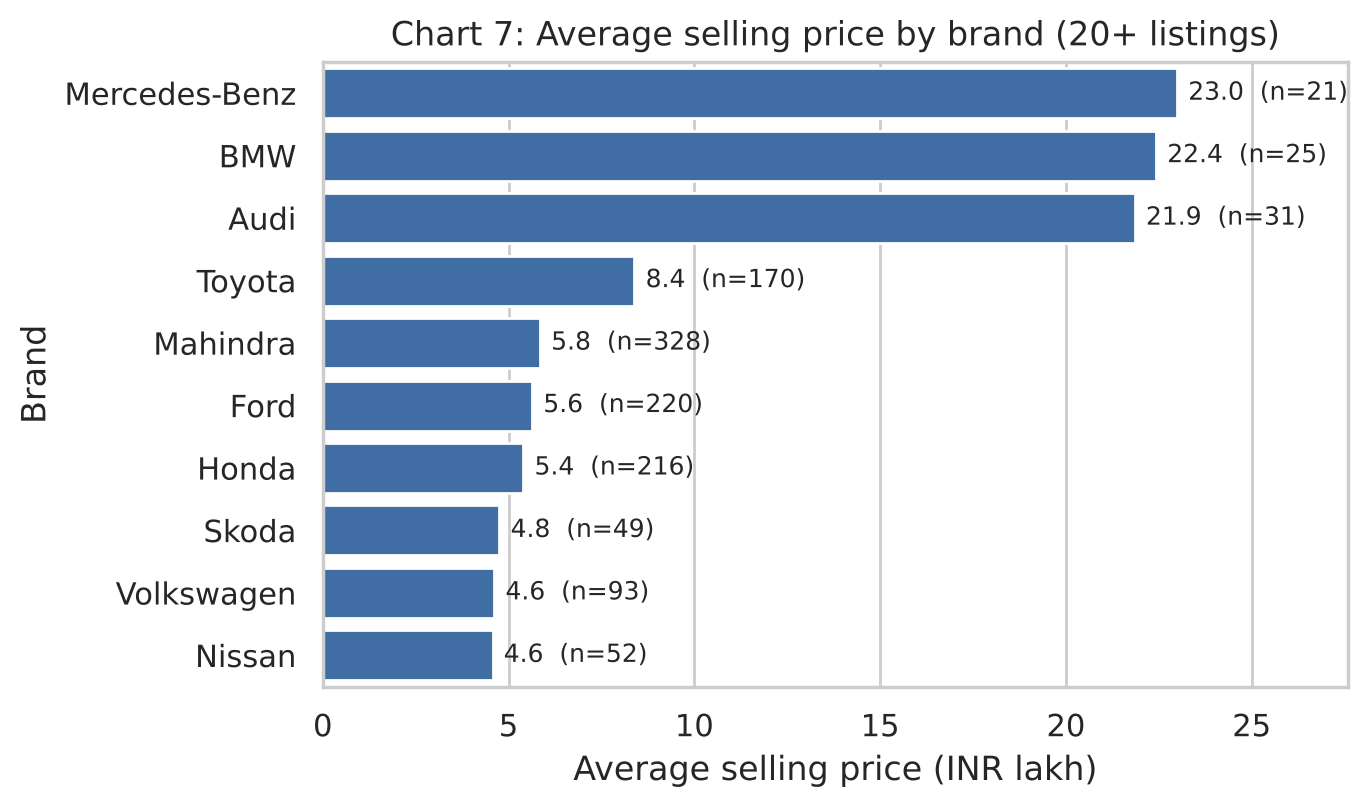 Chart 7: Average selling price by brand (20+ listings)
Brand
Mercedes-Benz 23.0 (n=21)
BMW 22.4 (n=25)
Audi 21.9 (n=31)
Toyota 8.4 (n=170)
Mahindra 5.8 (n=328)
Ford 5.6 (n=220)
Honda 5.4 (n=216)
Skoda 4.8 (n=49)
Volkswagen 4.6 (n=93)
Nissan 4.6 (n=52)
0 5 10 15 20 25
Average selling price (INR lakh)